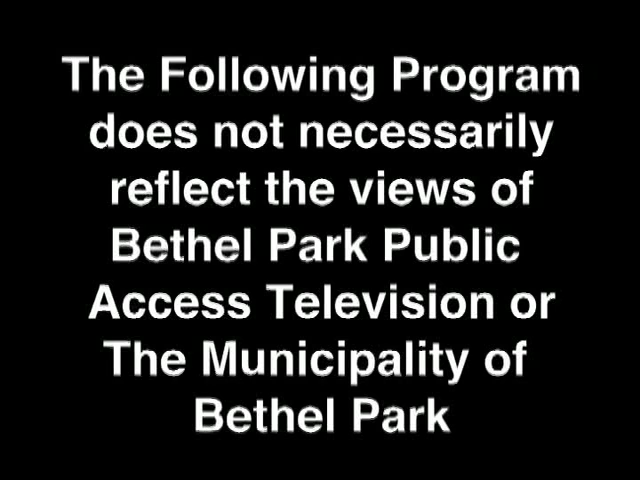 The Following Program
does not necessarily
reflect the views of
Bethel Park Public
Access Television or
The Municipality of
Bethel Park